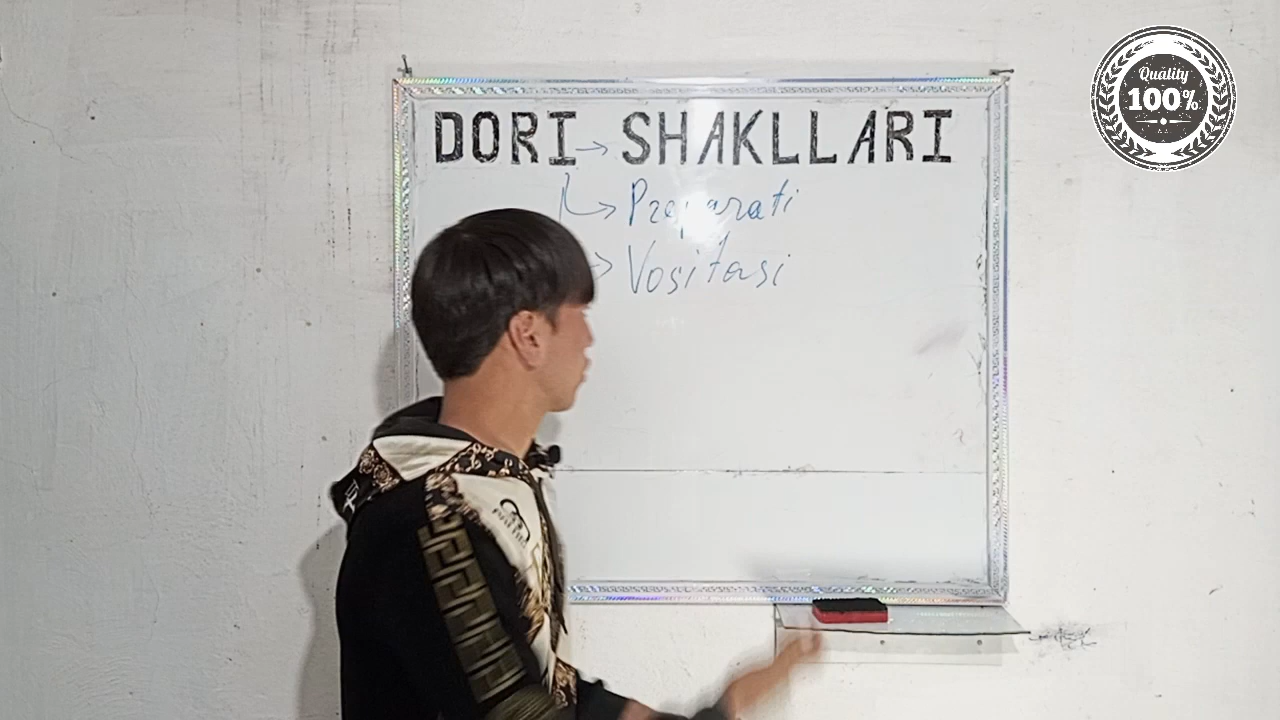 DORI → SHAKLLARI
Preparati
Vositasi
Quality
100%